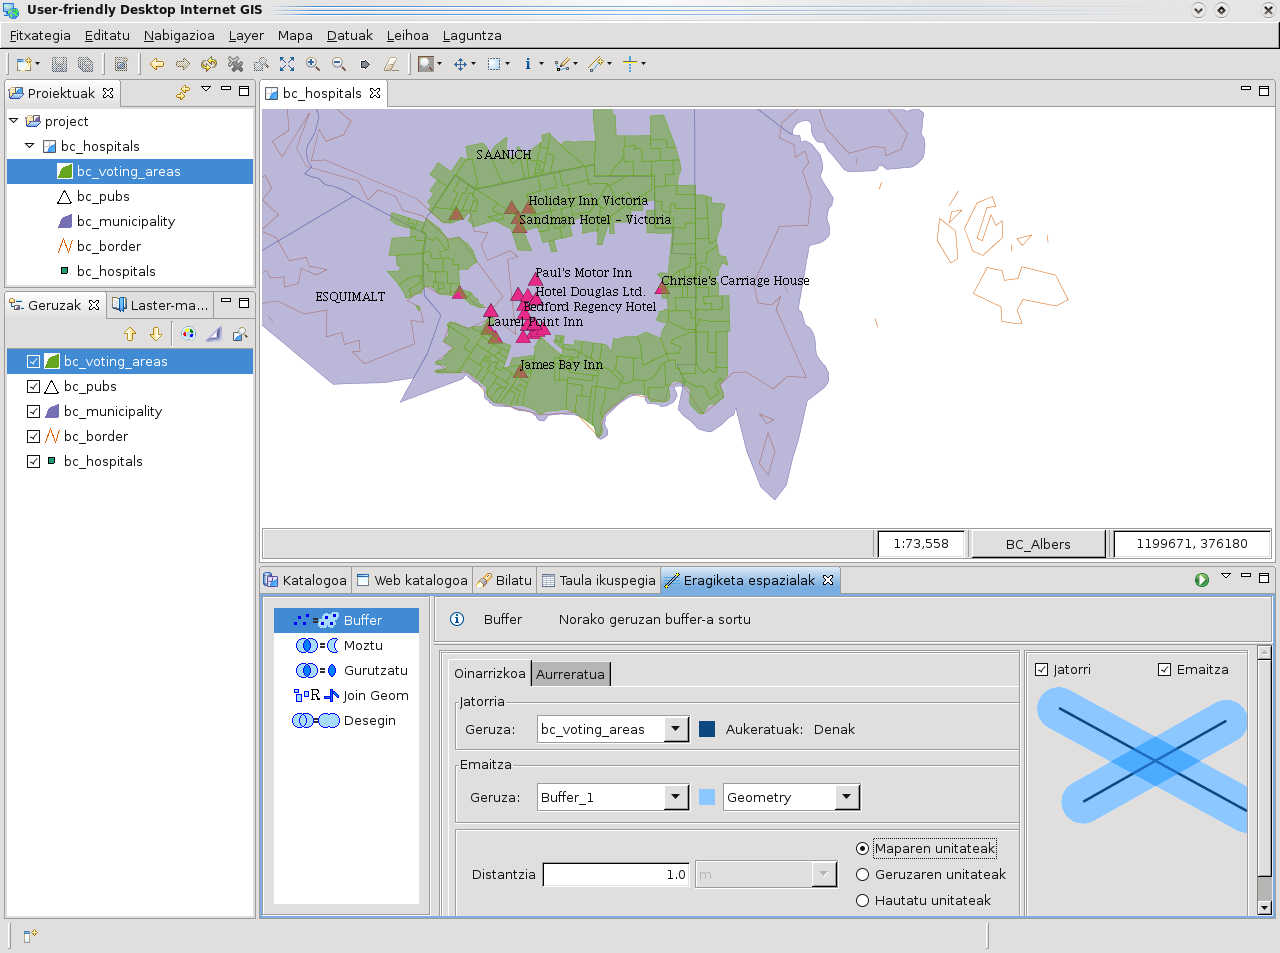 User-friendly Desktop Internet GIS
Fitxategia Editatu Nabigazioa Layer Mapa Datuak Leihoa Laguntza
Proiektuak
project
bc_hospitals
bc_voting_areas
bc_pubs
bc_municipality
bc_border
bc_hospitals
Geruzak Laster-ma...
bc_voting_areas
bc_pubs
bc_municipality
bc_border
bc_hospitals
bc_hospitals
SAANICH
Holiday Inn Victoria
Sandman Hotel - Victoria
Paul's Motor Inn
Christie's Carriage House
Hotel Douglas Ltd.
ESQUIMALT
Bedford Regency Hotel
Laurel Point Inn
James Bay Inn
1:73,558 BC_Albers 1199671, 376180
Katalogoa Web katalogoa Bilatu Taula ikuspegia Eragiketa espazialak
= Buffer
= Moztu
= Gurutzatu
R Join Geom
= Desegin
Buffer Norako geruzan buffer-a sortu
Oinarrizkoa Aurreratua
Jatorria
Geruza: bc_voting_areas Aukeratuak: Denak
Emaitza
Geruza: Buffer_1 Geometry
Distantzia 1.0 m
Maparen unitateak
Geruzaren unitateak
Hautatu unitateak
Jatorri Emaitza